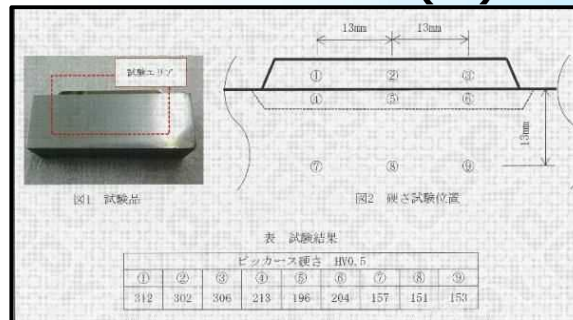 試験エリア
図1 試験品
13mm 13mm
① ② ③
④ ⑤ ⑥
⑦ ⑧ ⑨
13mm
図2 硬さ試験位置
表 試験結果
ビッカース硬さ HV0.5
① ② ③ ④ ⑤ ⑥ ⑦ ⑧ ⑨
312 302 306 213 196 204 157 151 153